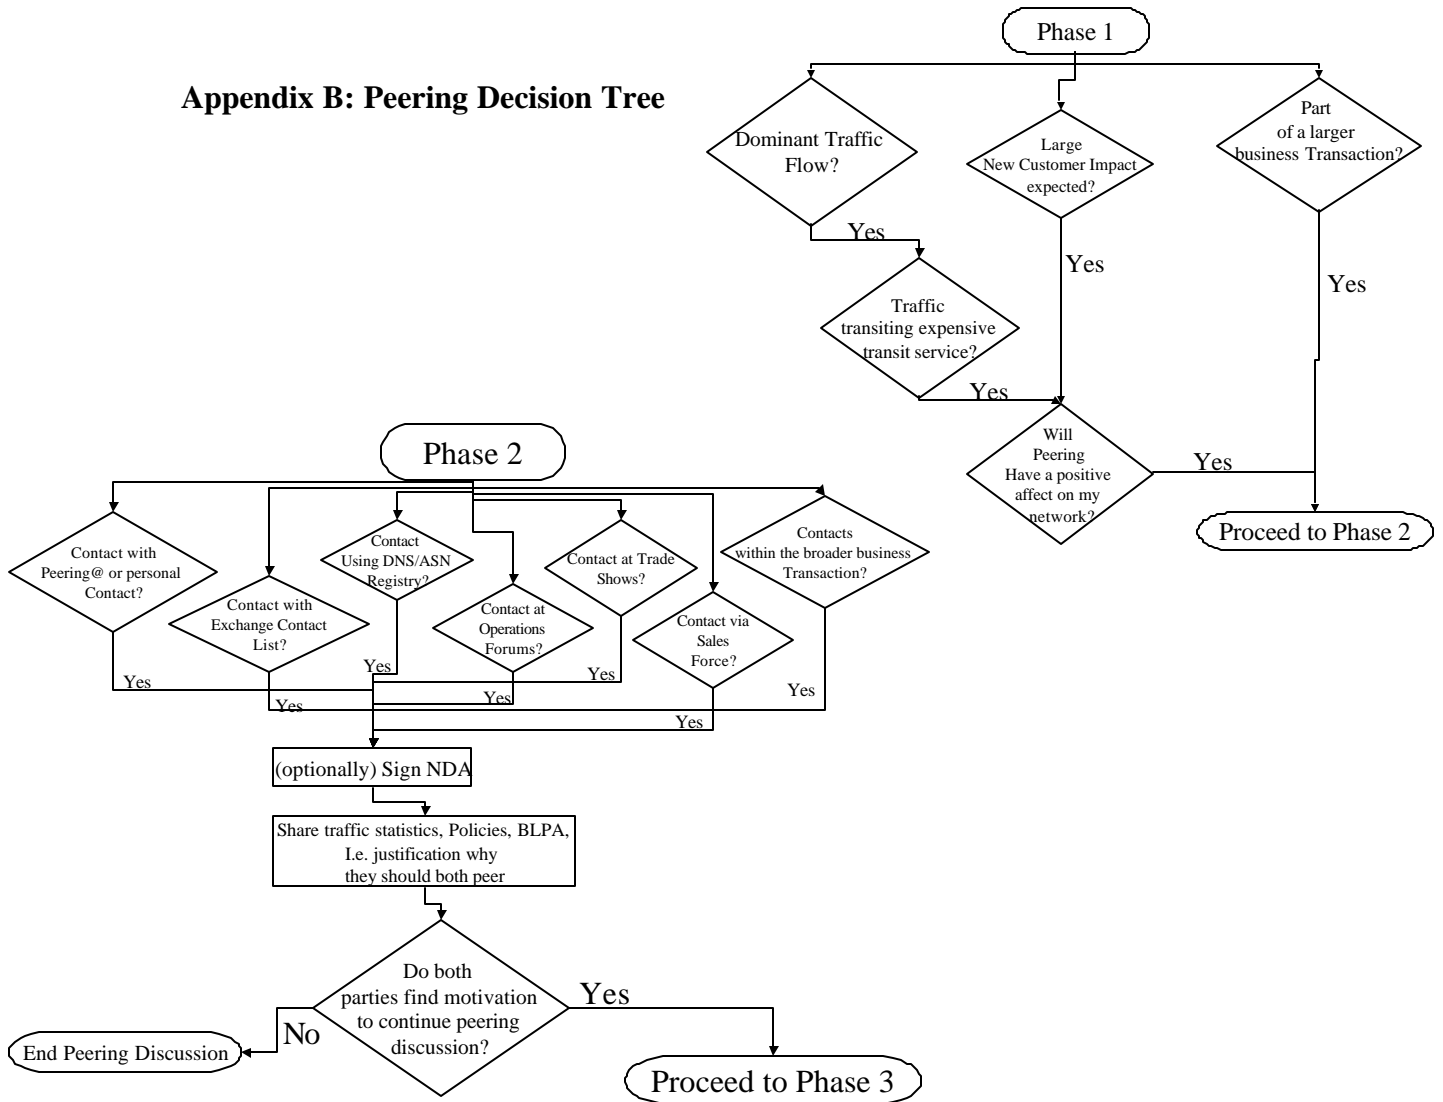 Phase 1
Appendix B: Peering Decision Tree
Dominant Traffic
Flow?
Large
New Customer Impact
expected?
Part
of a larger
business Transaction?
Yes
Yes
Yes
Traffic
transiting expensive
transit service?
Yes
Will
Peering
Have a positive
affect on my
network?
Yes
Proceed to Phase 2
Phase 2
Contact with
Peering@ or personal
Contact?
Contact with
Exchange Contact
List?
Contact
Using DNS/ASN
Registry?
Contact at
Operations
Forums?
Contact at Trade
Shows?
Contact via
Sales
Force?
Contacts
within the broader business
Transaction?
Yes
Yes
Yes
Yes
Yes
Yes
Yes
(optionally) Sign NDA
Share traffic statistics, Policies, BLPA,
I.e. justification why
they should both peer
Do both
parties find motivation
to continue peering
discussion?
Yes
No
End Peering Discussion
Proceed to Phase 3